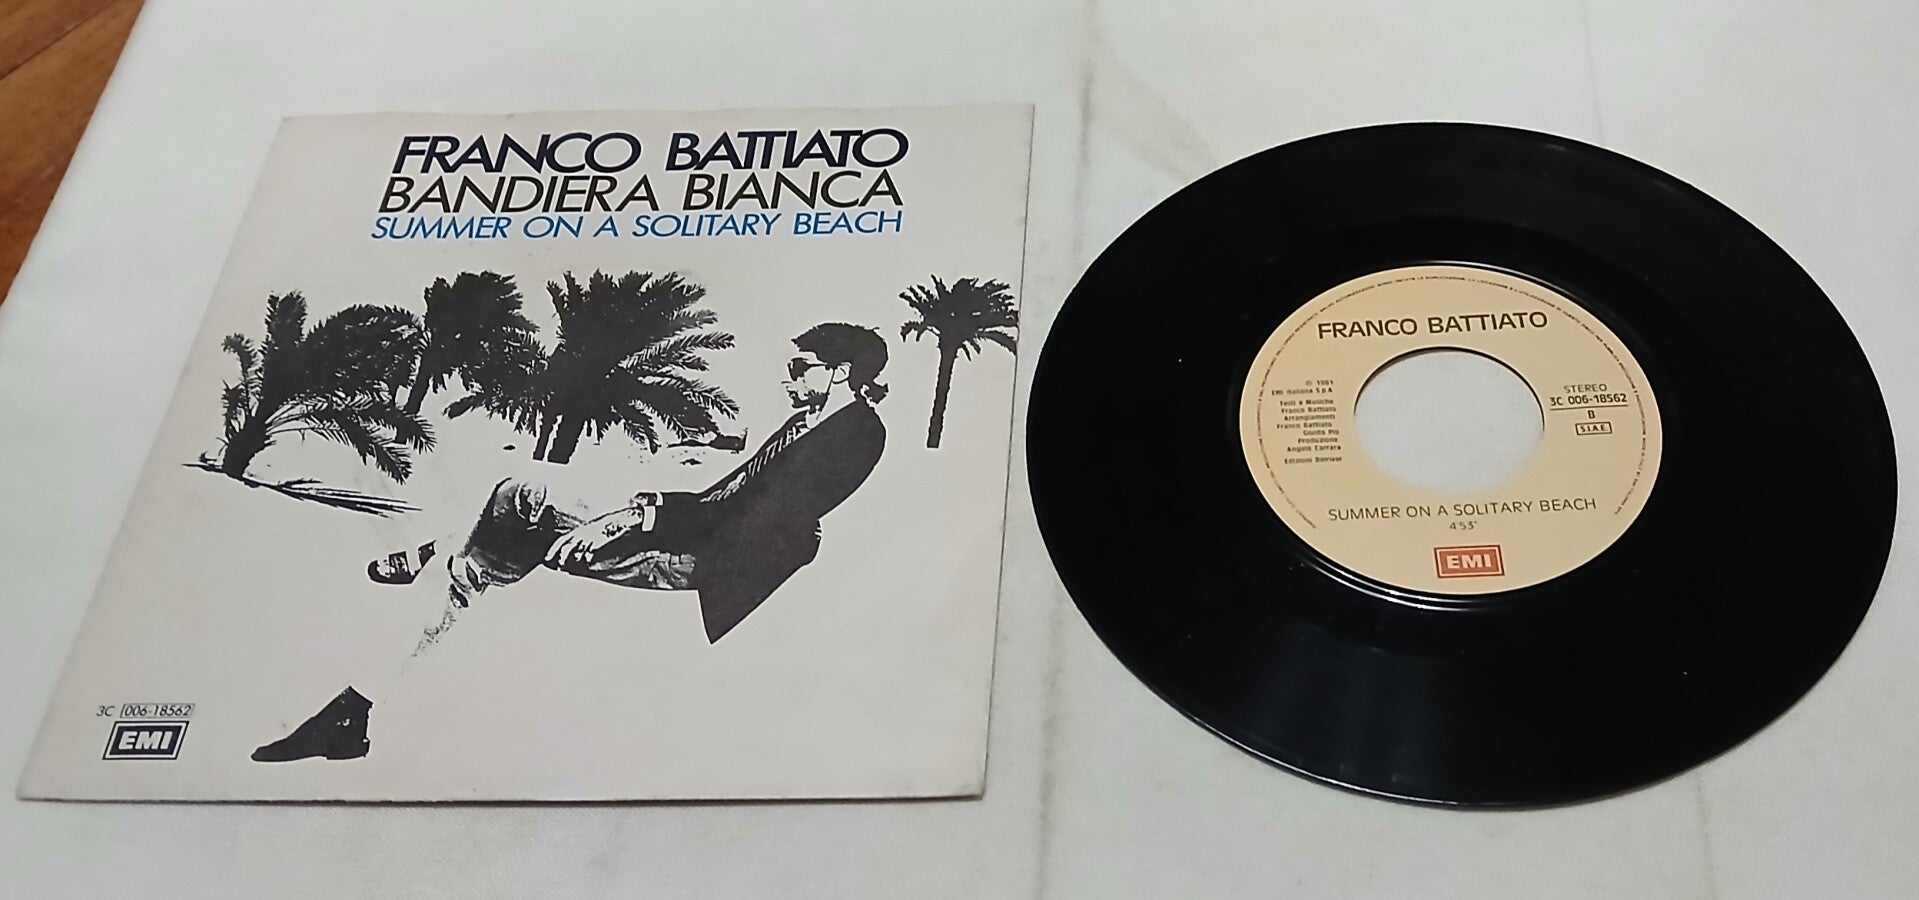 FRANCO BATTIATO
BANDIERA BIANCA
SUMMER ON A SOLITARY BEACH
3C 006-18562
EMI
FRANCO BATTIATO
℗ 1981
EMI Italiana S.p.A.
Testi e Musiche
Franco Battiato
Arrangiamenti
Franco Battiato
Giusto Pio
Produzione
Angelo Carrara
Edizioni
STEREO
3C 006-18562
B
S.I.A.E.
SUMMER ON A SOLITARY BEACH
4'53"
EMI